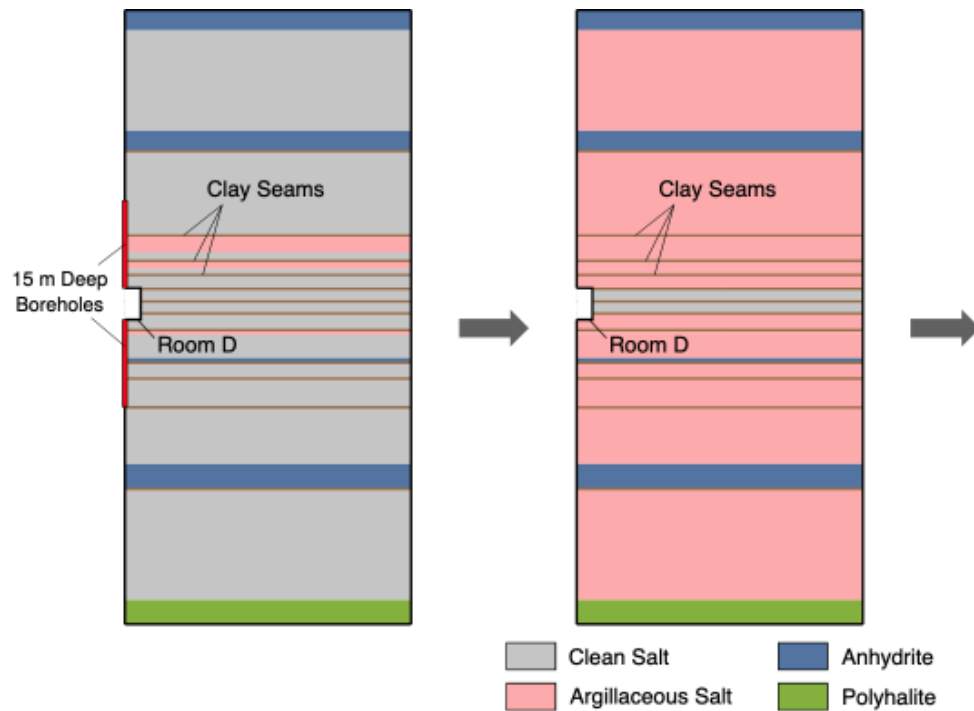 Clay Seams
15 m Deep
Boreholes
Room D
Clay Seams
Room D
Clean Salt
Argillaceous Salt
Anhydrite
Polyhalite